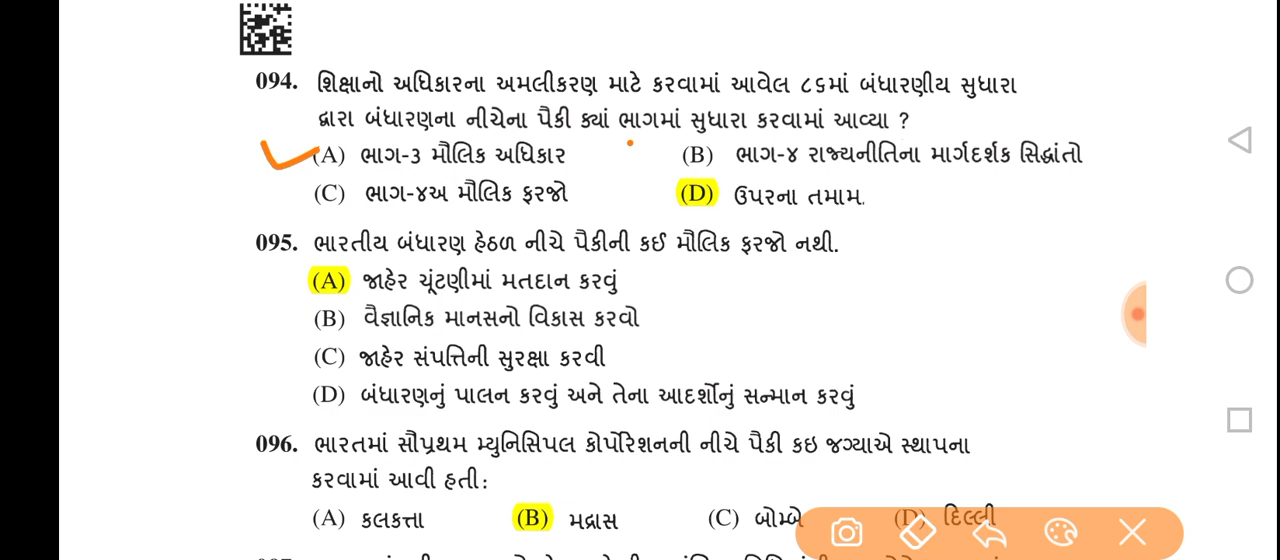 094. શિક્ષાનો અધિકારના અમલીકરણ માટે કરવામાં આવેલ ૮૬માં બંધારણીય સુધારા
દ્વારા બંધારણના નીચેના પૈકી ક્યાં ભાગમાં સુધારા કરવામાં આવ્યા ?
(A) ભાગ-૩ મૌલિક અધિકાર (B) ભાગ-૪ રાજ્યનીતિના માર્ગદર્શક સિદ્ધાંતો
(C) ભાગ-૪અ મૌલિક ફરજો (D) ઉપરના તમામ.
095. ભારતીય બંધારણ હેઠળ નીચે પૈકીની કઈ મૌલિક ફરજો નથી.
(A) જાહેર ચૂંટણીમાં મતદાન કરવું
(B) વૈજ્ઞાનિક માનસનો વિકાસ કરવો
(C) જાહેર સંપત્તિની સુરક્ષા કરવી
(D) બંધારણનું પાલન કરવું અને તેના આદર્શોનું સન્માન કરવું
096. ભારતમાં સૌપ્રથમ મ્યુનિસિપલ કોર્પોરેશનની નીચે પૈકી કઇ જગ્યાએ સ્થાપના
કરવામાં આવી હતી:
(A) કલકત્તા (B) મદ્રાસ (C) બોમ્બે (D) દિલ્લી